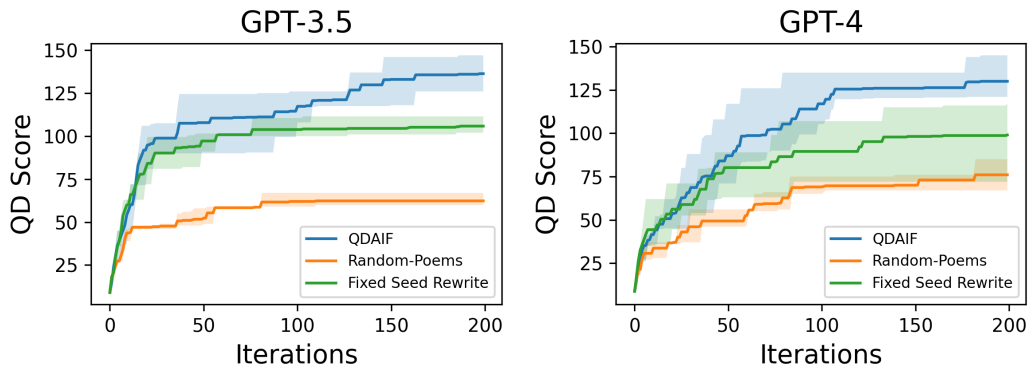 GPT-3.5
QD Score
150
125
100
75
50
25
0
50
100
150
200
Iterations
QDAIF
Random-Poems
Fixed Seed Rewrite
GPT-4
QD Score
150
125
100
75
50
25
0
50
100
150
200
Iterations
QDAIF
Random-Poems
Fixed Seed Rewrite